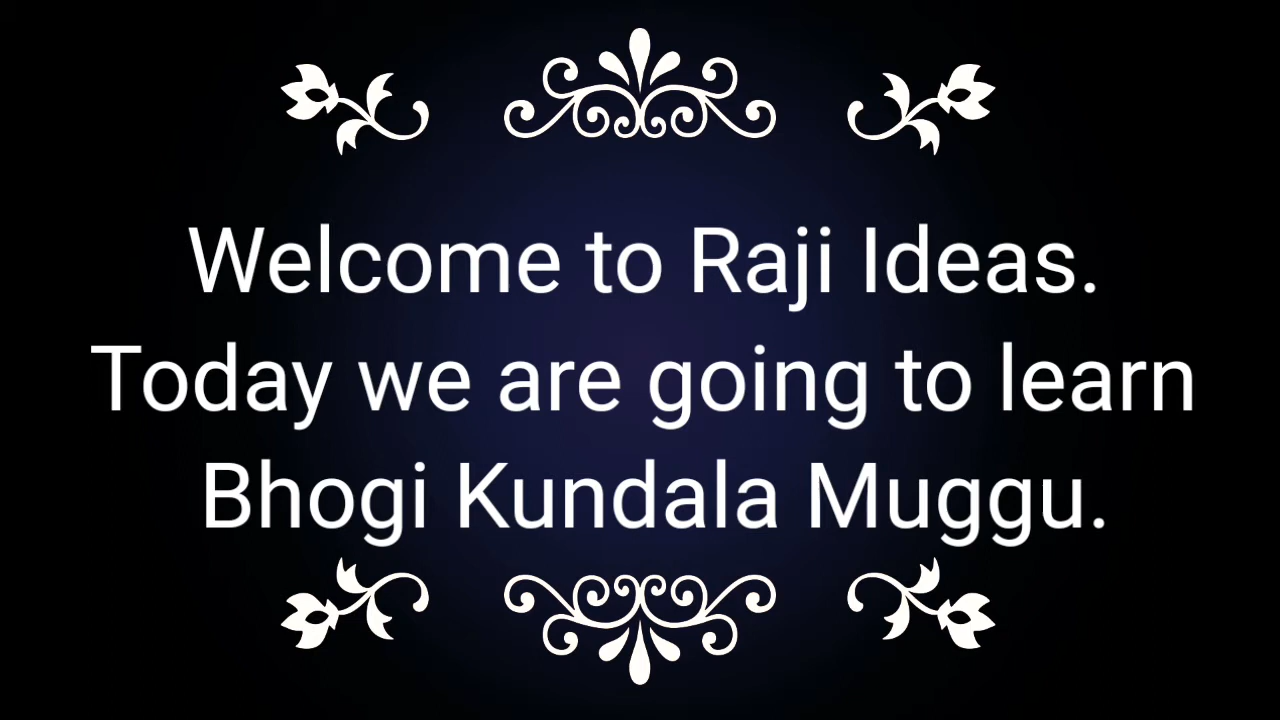 Welcome to Raji Ideas.
Today we are going to learn
Bhogi Kundala Muggu.